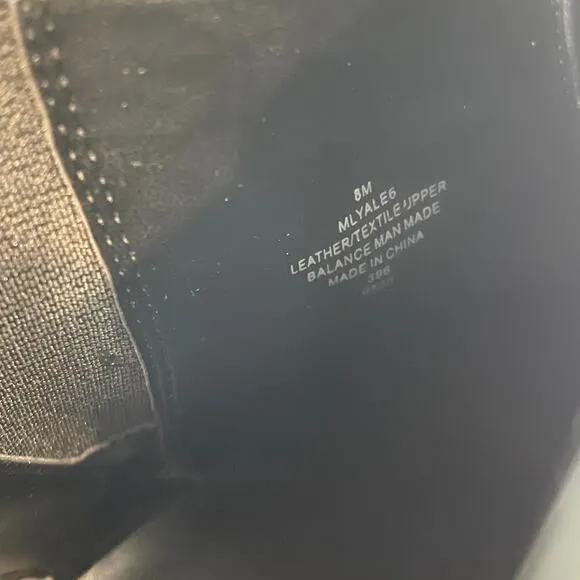 8M
MLYALE6
LEATHER/TEXTILE UPPER
BALANCE MAN MADE
MADE IN CHINA
386